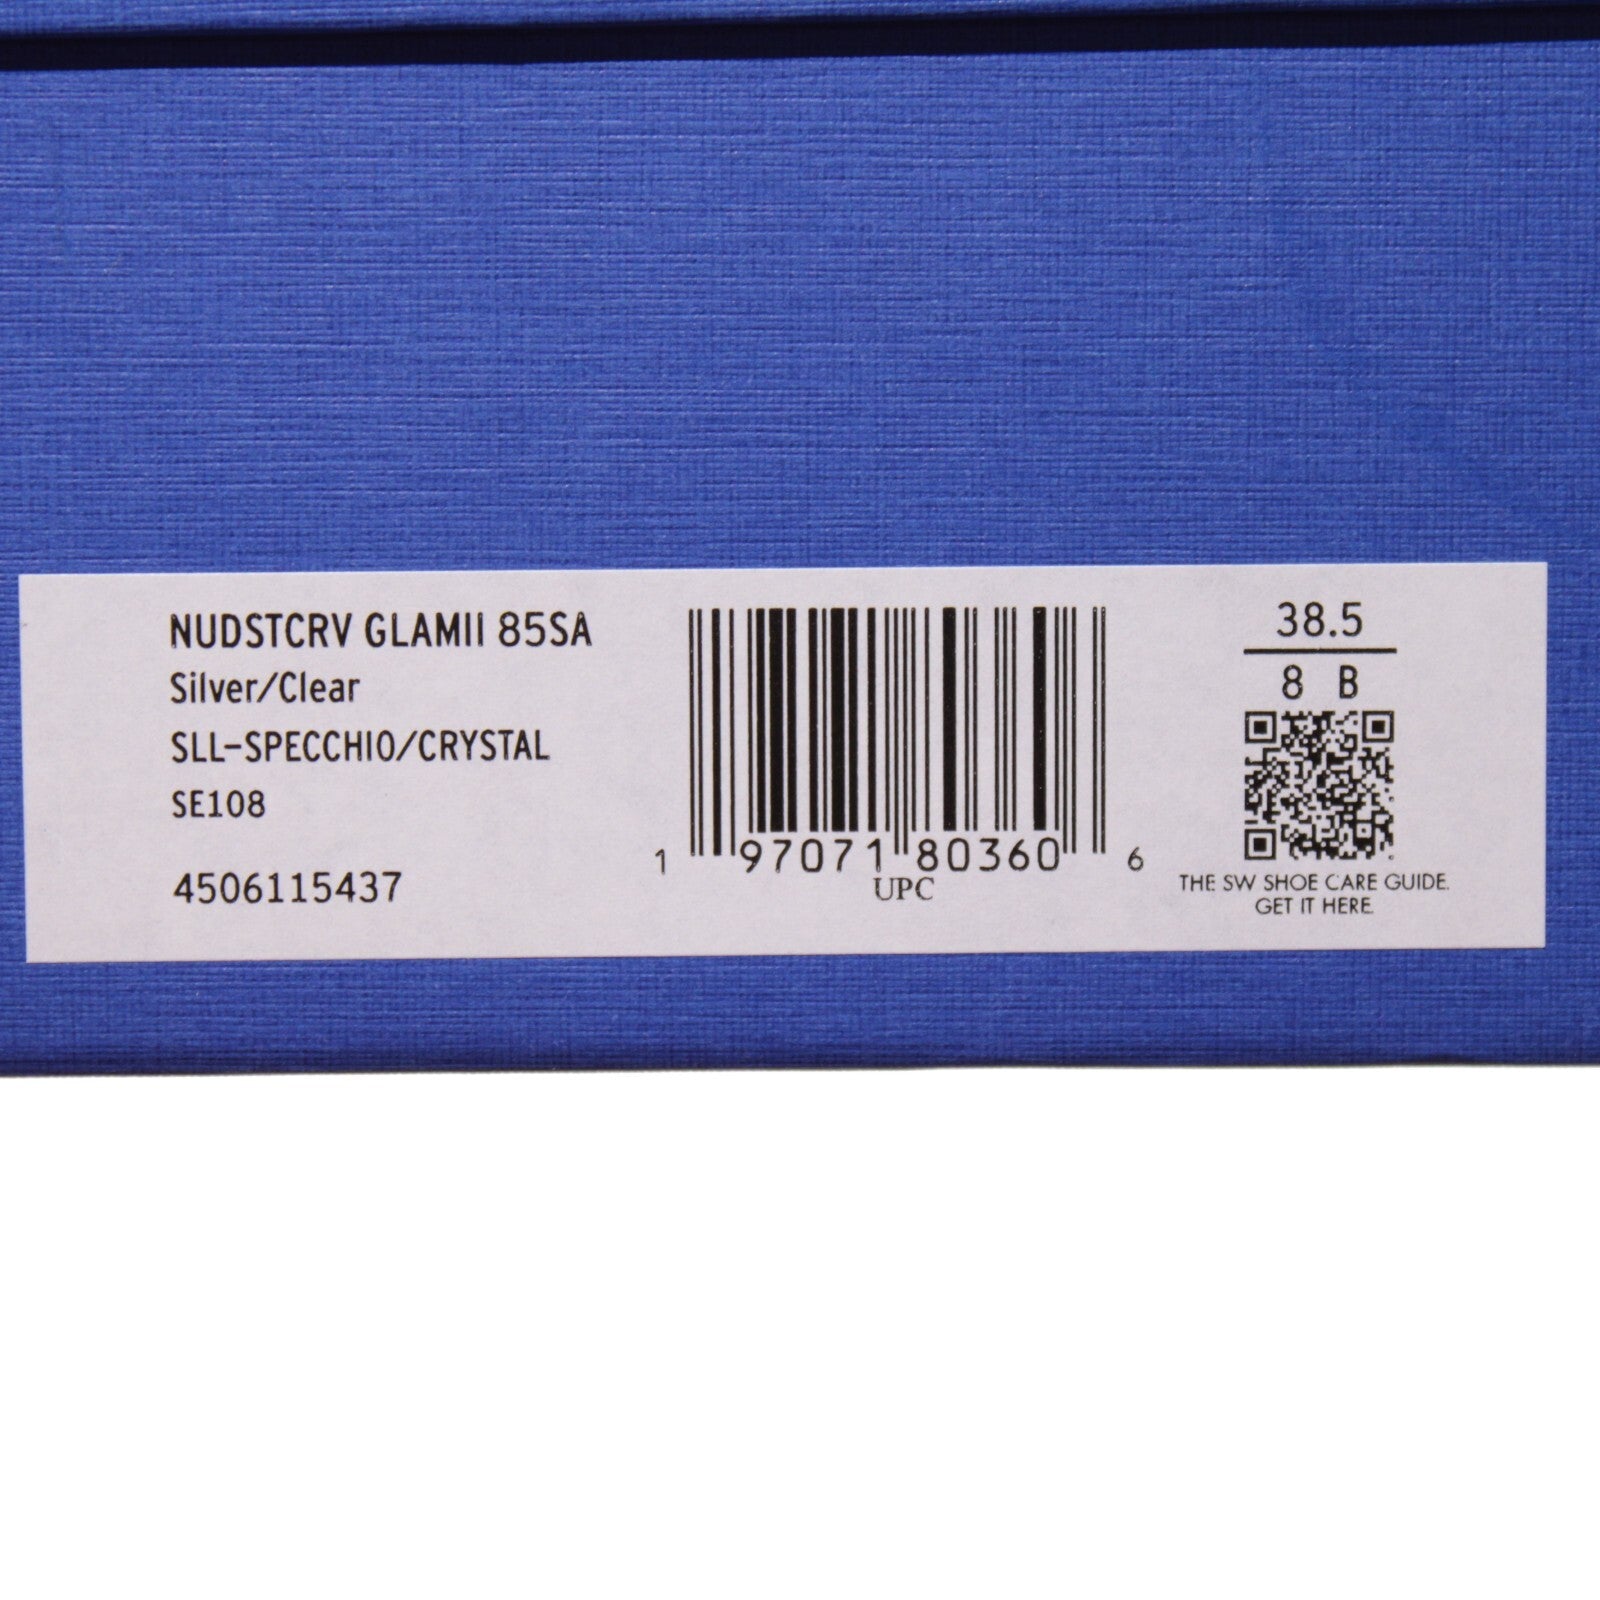 NUDSTCRV GLAMII 85SA
Silver/Clear
SLL-SPECCHIO/CRYSTAL
SE108
4506115437
1 97071 80360 6
UPC
38.5
8 B
THE SW SHOE CARE GUIDE.
GET IT HERE.